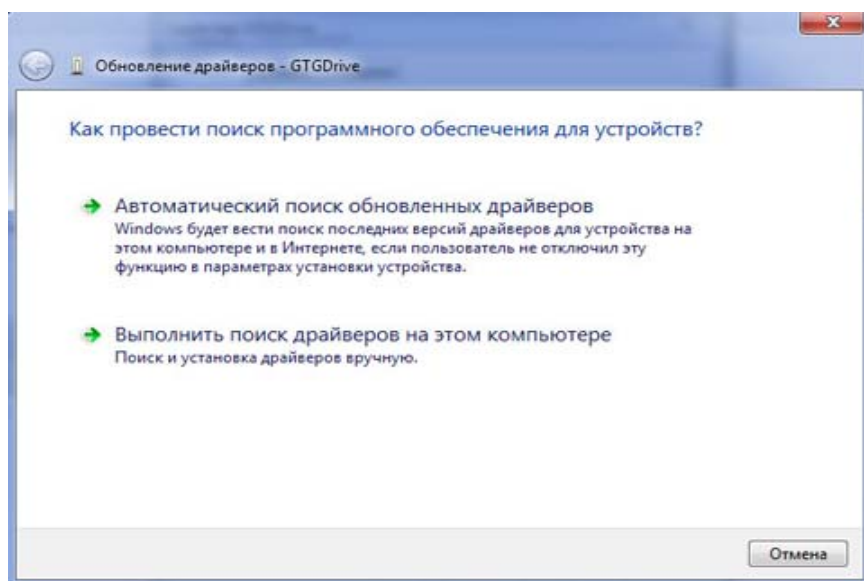 Обновление драйверов - GTGDrive
Как провести поиск программного обеспечения для устройств?
Автоматический поиск обновленных драйверов
Windows будет вести поиск последних версий драйверов для устройства на
этом компьютере и в Интернете, если пользователь не отключил эту
функцию в параметрах установки устройства.
Выполнить поиск драйверов на этом компьютере
Поиск и установка драйверов вручную.
Отмена